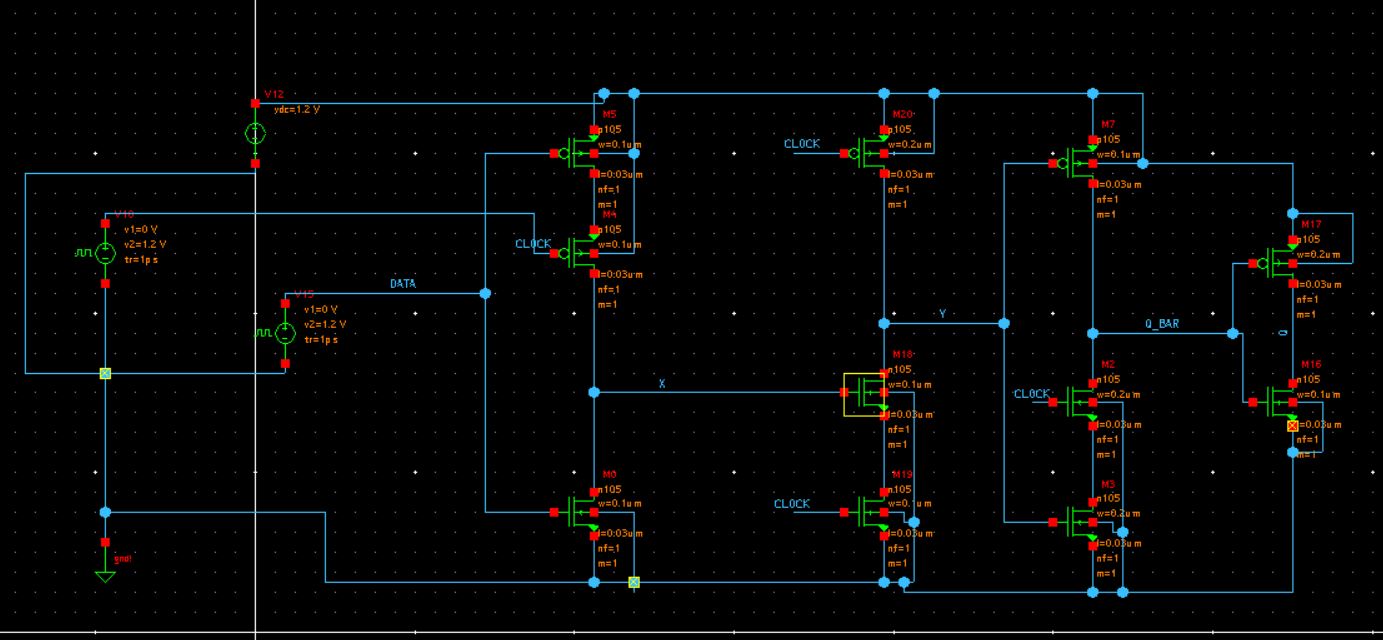 V12
vdc=1.2 V
V10
v1=0 V
v2=1.2 V
tr=1p s
V15
v1=0 V
v2=1.2 V
tr=1p s
DATA
gnd!
M5
p105
w=0.1u m
l=0.03u m
nf=1
m=1
M4
p105
w=0.1u m
l=0.03u m
nf=1
m=1
CLOCK
X
M0
n105
w=0.1u m
l=0.03u m
nf=1
m=1
M20
p105
w=0.2u m
l=0.03u m
nf=1
m=1
CLOCK
Y
M18
n105
w=0.1u m
l=0.03u m
nf=1
m=1
M19
n105
w=0.1u m
l=0.03u m
nf=1
m=1
CLOCK
M7
p105
w=0.1u m
l=0.03u m
nf=1
m=1
Q_BAR
M2
n105
w=0.2u m
l=0.03u m
nf=1
m=1
CLOCK
M3
n105
w=0.2u m
l=0.03u m
nf=1
m=1
M17
p105
w=0.2u m
l=0.03u m
nf=1
m=1
Q
M16
n105
w=0.1u m
l=0.03u m
nf=1
m=1